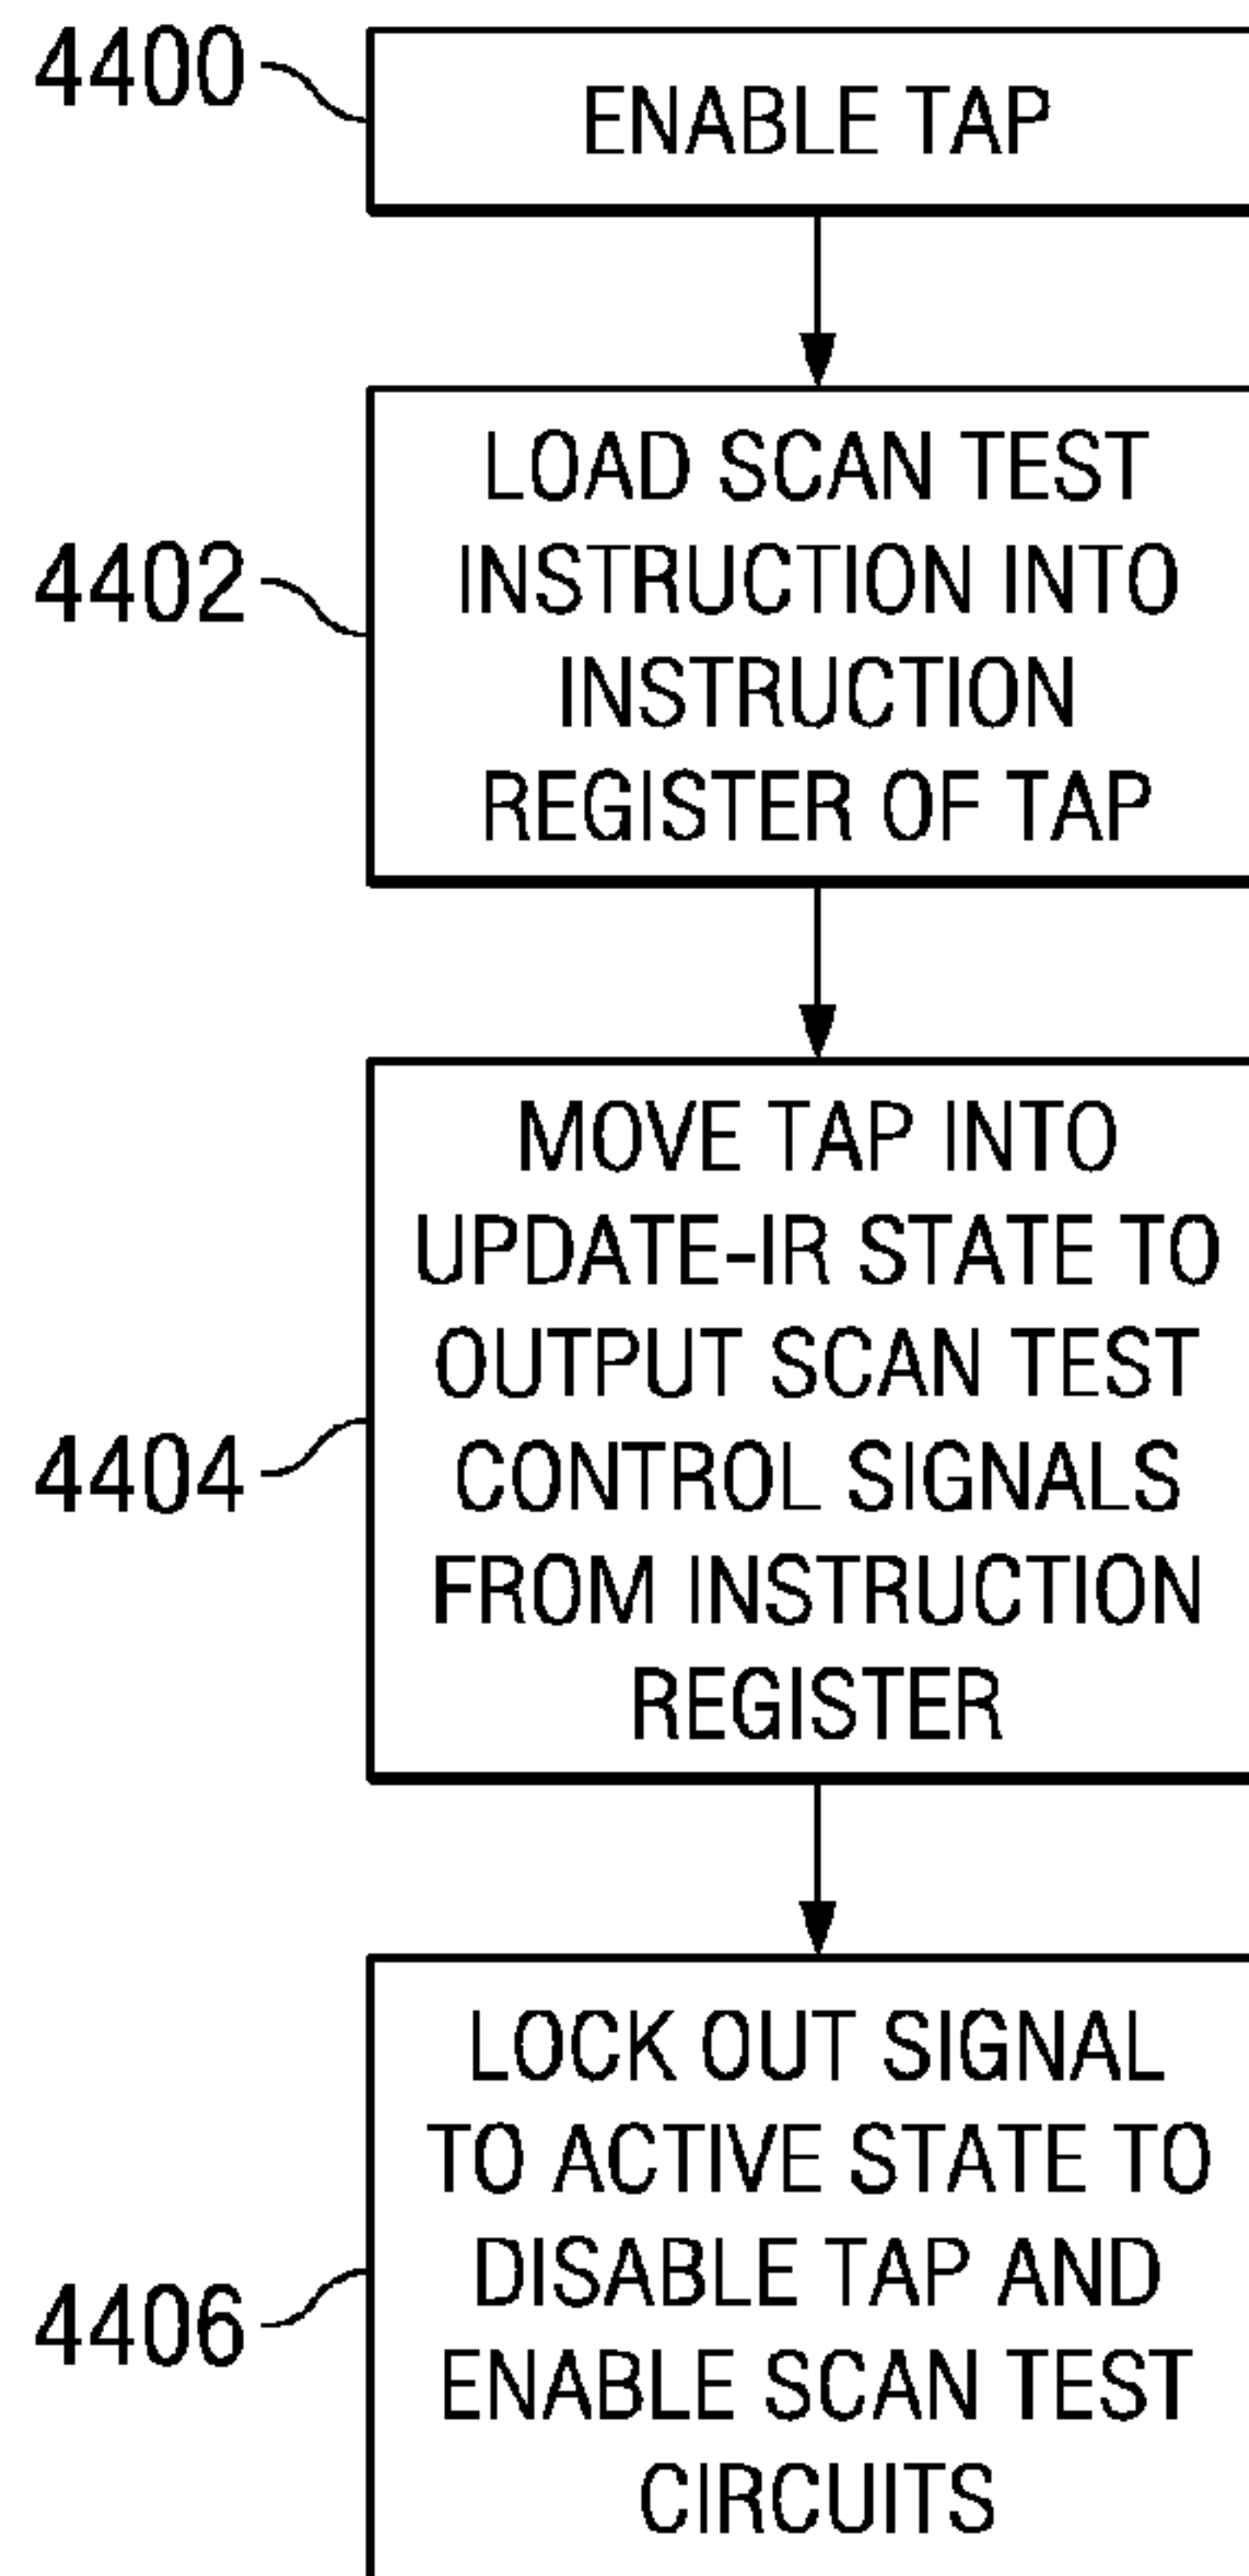 4400
ENABLE TAP
4402
LOAD SCAN TEST
INSTRUCTION INTO
INSTRUCTION
REGISTER OF TAP
4404
MOVE TAP INTO
UPDATE-IR STATE TO
OUTPUT SCAN TEST
CONTROL SIGNALS
FROM INSTRUCTION
REGISTER
4406
LOCK OUT SIGNAL
TO ACTIVE STATE TO
DISABLE TAP AND
ENABLE SCAN TEST
CIRCUITS